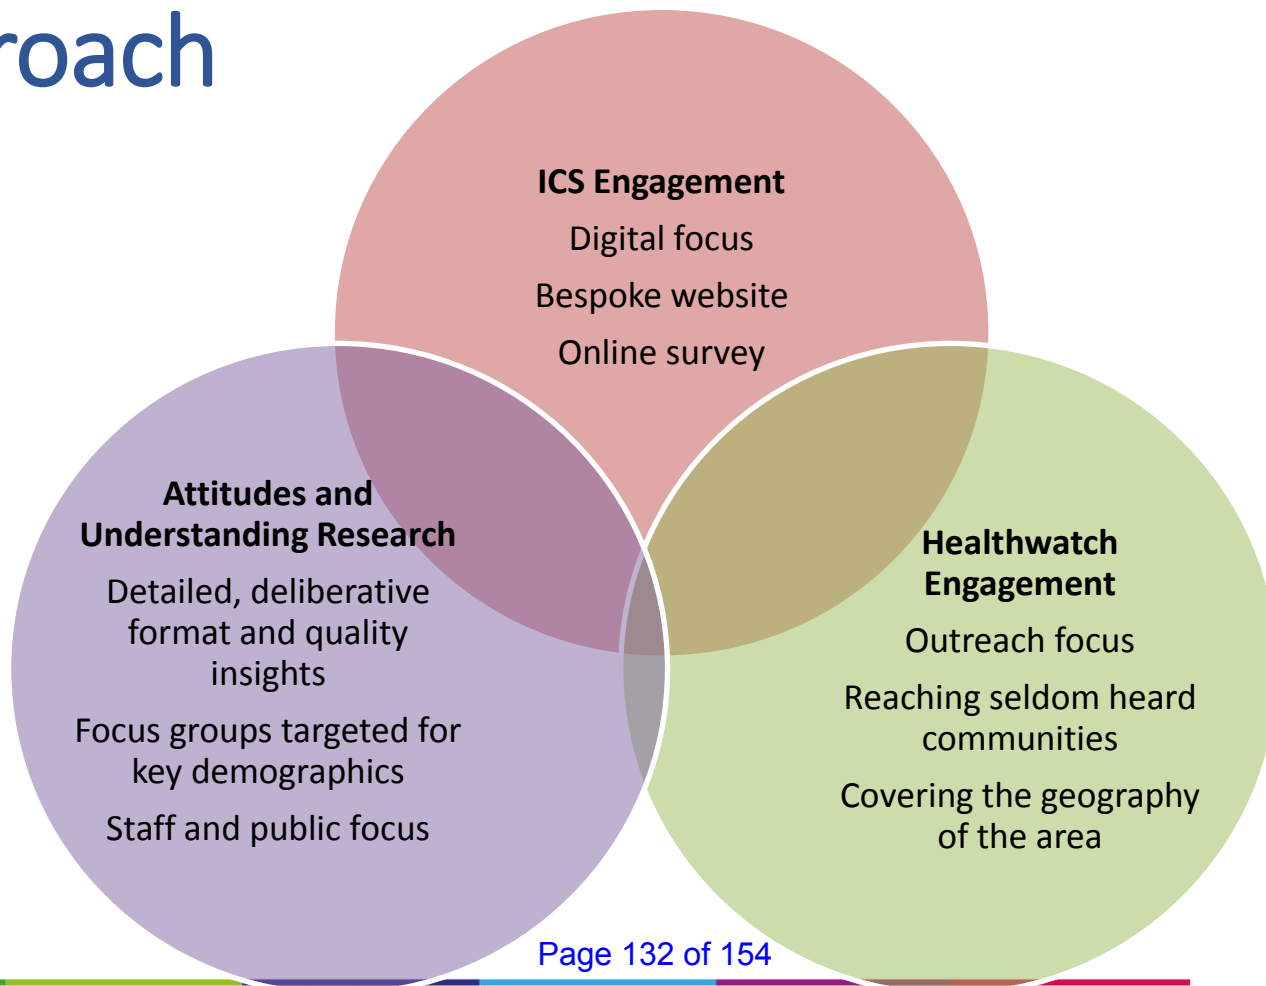 roach
ICS Engagement
Digital focus
Bespoke website
Online survey
Attitudes and
Understanding Research
Detailed, deliberative
format and quality
insights
Focus groups targeted for
key demographics
Staff and public focus
Healthwatch
Engagement
Outreach focus
Reaching seldom heard
communities
Covering the geography
of the area
Page 132 of 154